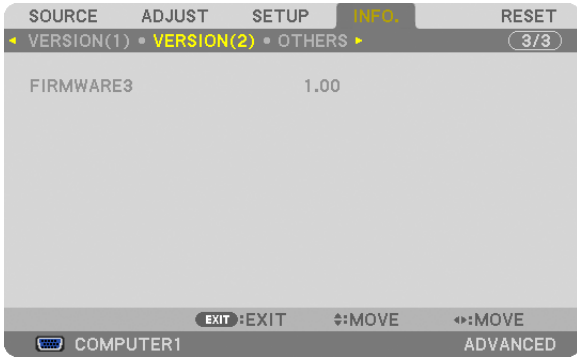 SOURCE ADJUST SETUP INFO. RESET
VERSION(1) • VERSION(2) • OTHERS 3/3
FIRMWARE3 1.00
EXIT :EXIT :MOVE :MOVE
COMPUTER1 ADVANCED